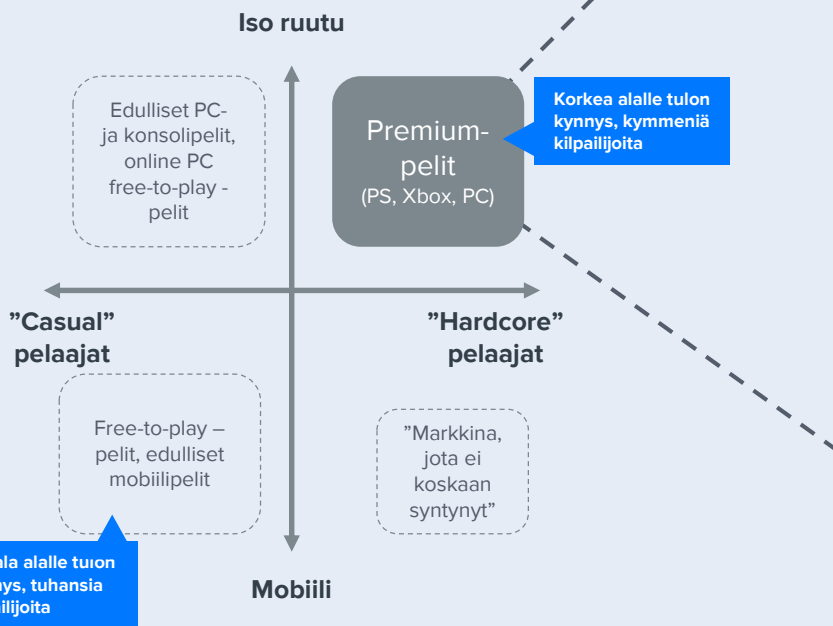 Iso ruutu
Edulliset PC-
ja konsolipelit,
online PC
free-to-play -
pelit
Premium-
pelit
(PS, Xbox, PC)
Korkea alalle tulon
kynnys, kymmeniä
kilpailijoita
”Casual”
pelaajat
”Hardcore”
pelaajat
Free-to-play –
pelit, edulliset
mobiilipelit
”Markkina,
jota ei
koskaan
syntynyt”
alalle tulon
tuhansia
Mobiili